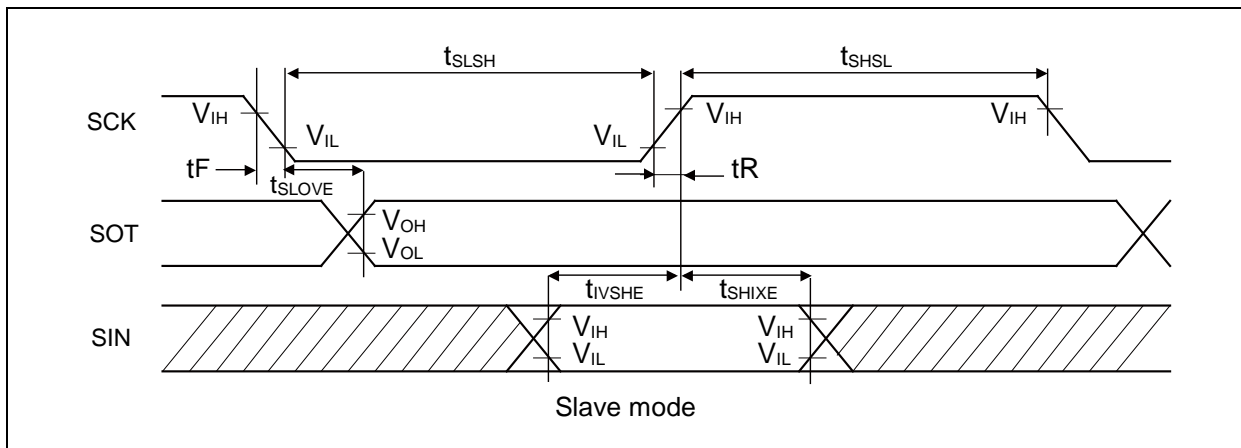 tSLSH
tSHSL
SCK
VIH
VIL
VIL
VIH
VIH
tF
tSLOVE
tR
SOT
VOH
VOL
tIVSHE
tSHIXE
SIN
VIH
VIL
VIH
VIL
Slave mode